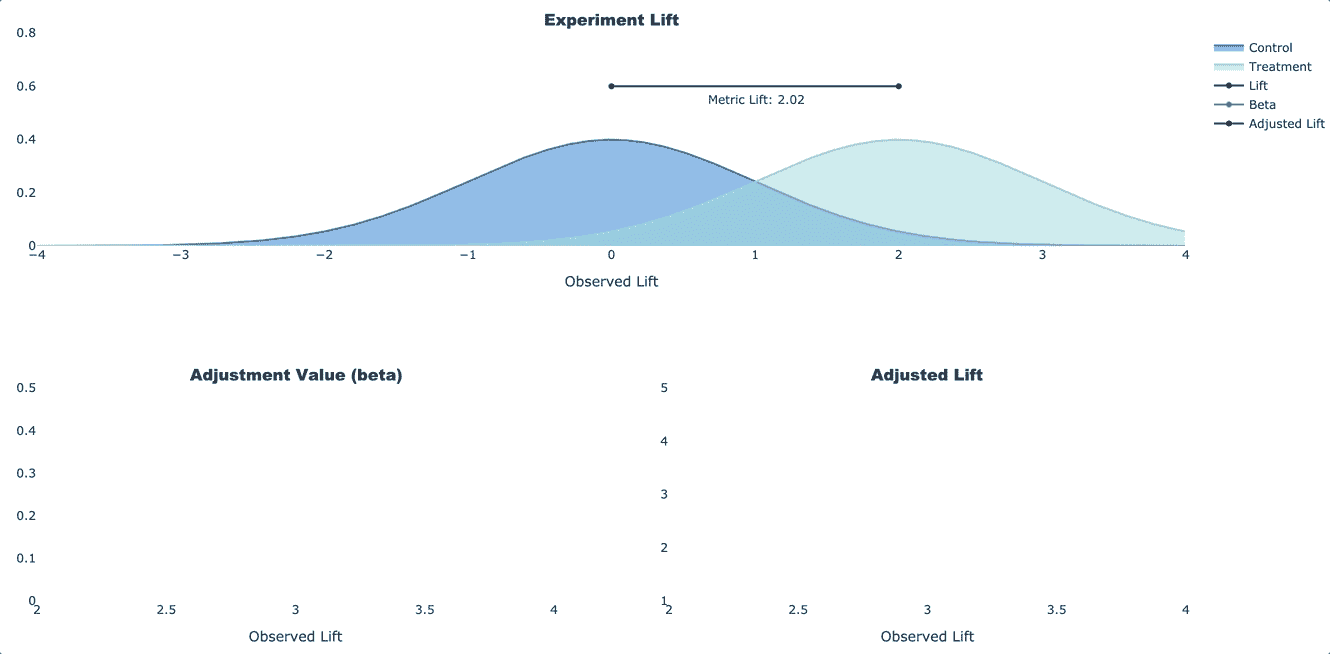 Experiment Lift
0.8
0.6
0.4
0.2
0
Metric Lift: 2.02
−4 −3 −2 −1 0 1 2 3 4
Observed Lift
Control
Treatment
Lift
Beta
Adjusted Lift
Adjustment Value (beta)
0.5
0.4
0.3
0.2
0.1
0
2 2.5 3 3.5 4
Observed Lift
Adjusted Lift
5
4
3
2
1
2 2.5 3 3.5 4
Observed Lift